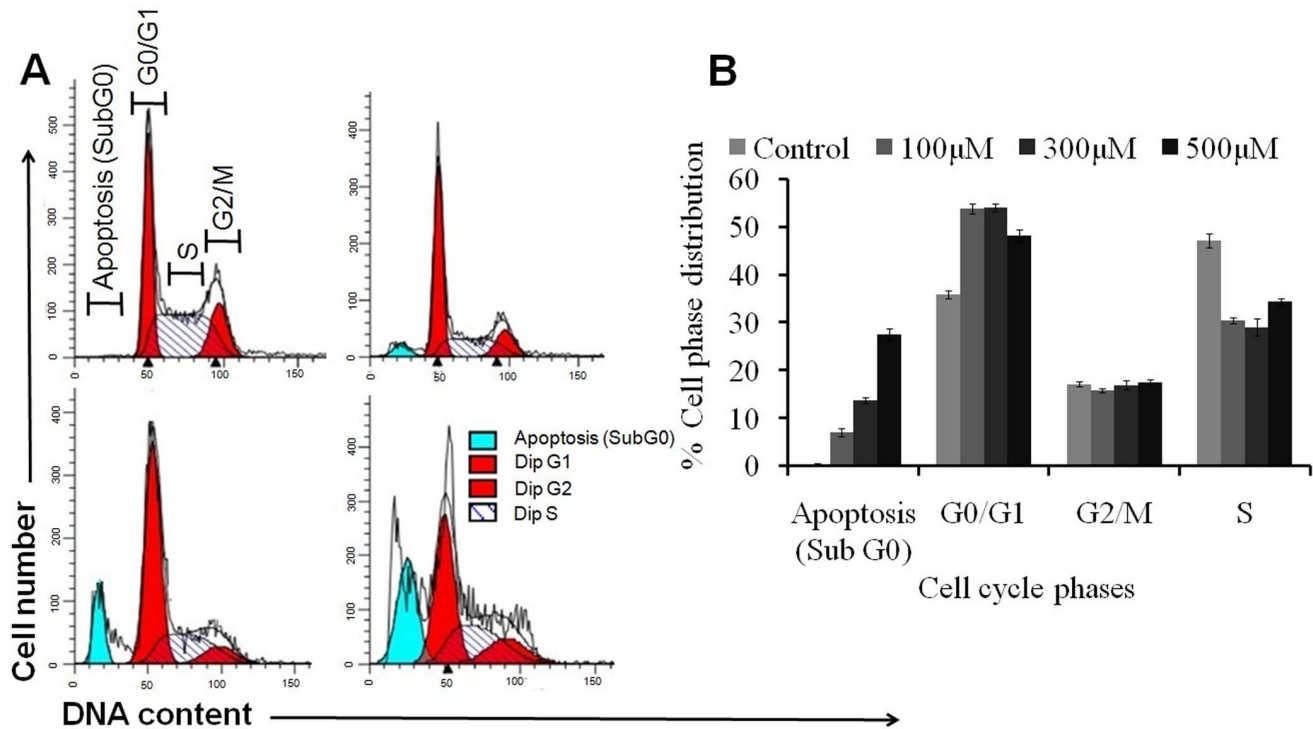 A
Apoptosis (SubG0)
G0/G1
S
G2/M
500
400
300
200
100
0
0 50 100 150
400
300
200
100
0
0 50 100 150
400
300
200
100
0
0 50 100 150
400
300
200
100
0
0 50 100 150
Apoptosis (SubG0)
Dip G1
Dip G2
Dip S
Cell number
DNA content
B
Control 100µM 300µM 500µM
% Cell phase distribution
60
50
40
30
20
10
0
Apoptosis G0/G1 G2/M S
(Sub G0)
Cell cycle phases